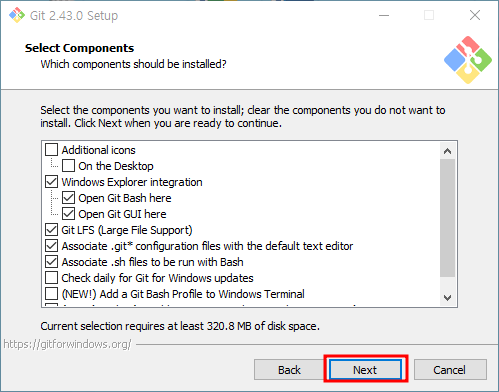 Git 2.43.0 Setup
Select Components
Which components should be installed?
Select the components you want to install; clear the components you do not want to
install. Click Next when you are ready to continue.
Additional icons
On the Desktop
Windows Explorer integration
Open Git Bash here
Open Git GUI here
Git LFS (Large File Support)
Associate .git* configuration files with the default text editor
Associate .sh files to be run with Bash
Check daily for Git for Windows updates
(NEW!) Add a Git Bash Profile to Windows Terminal
Current selection requires at least 320.8 MB of disk space.
https://gitforwindows.org/
Back
Next
Cancel